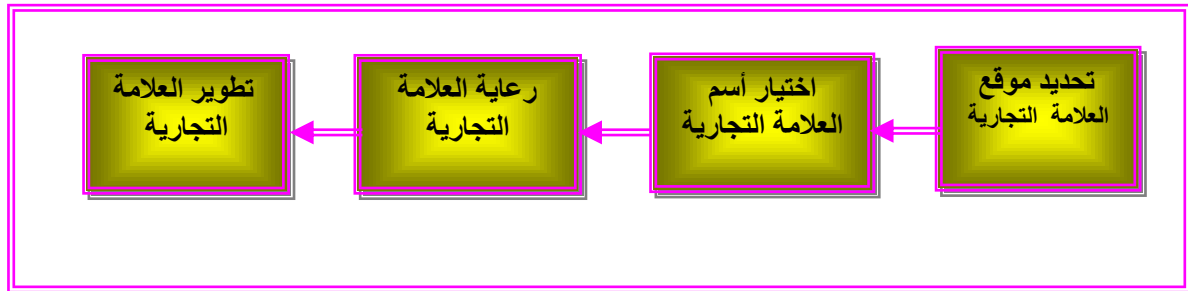 تحديد موقع
العلامة التجارية
اختيار أسم
العلامة التجارية
رعاية العلامة
التجارية
تطوير العلامة
التجارية